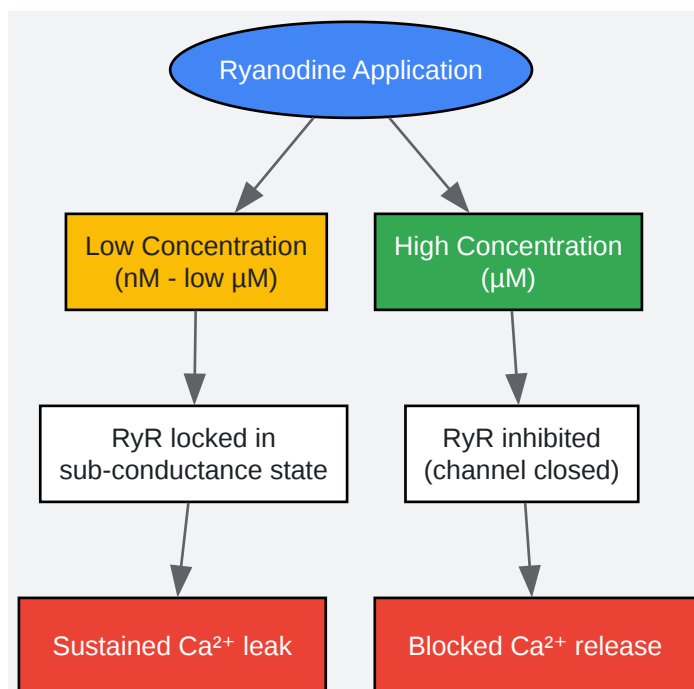 Ryanodine Application
Low Concentration
(nM - low µM)
High Concentration
(µM)
RyR locked in
sub-conductance state
RyR inhibited
(channel closed)
Sustained Ca²⁺ leak
Blocked Ca²⁺ release